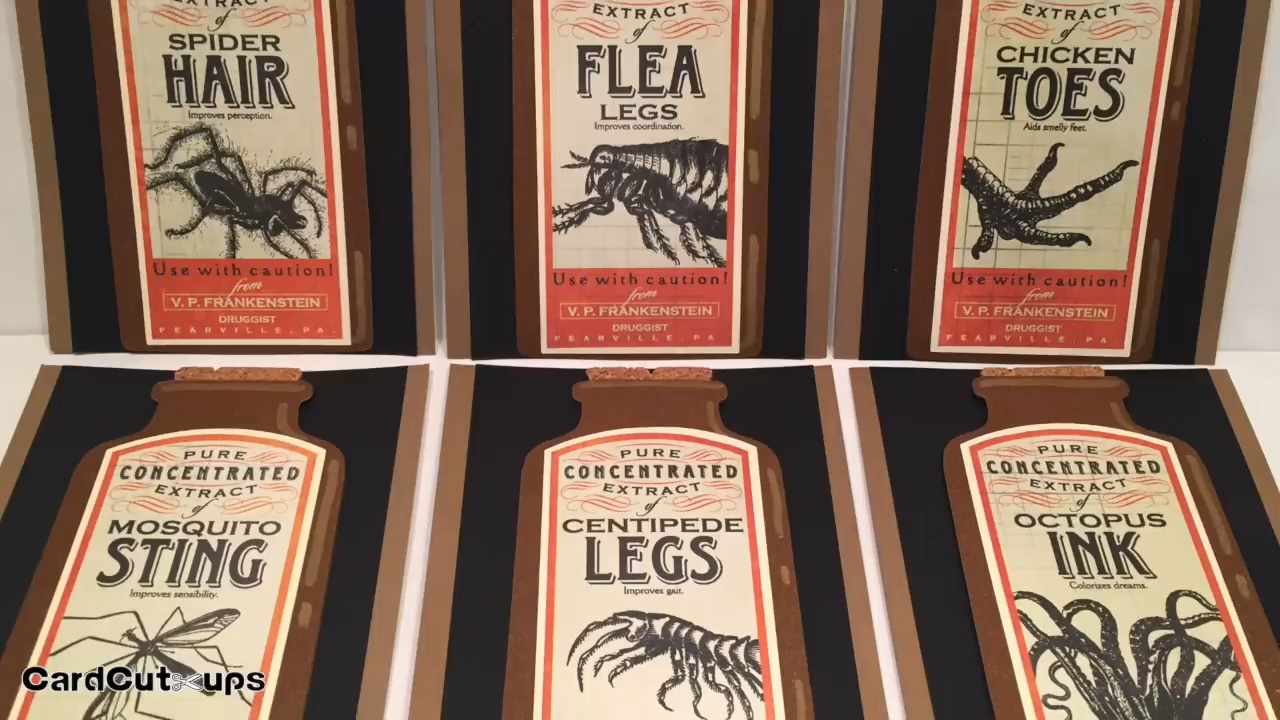 EXTRACT
of
SPIDER
HAIR
Improves perception.
Use with caution!
from
V. P. FRANKENSTEIN
DRUGGIST
FEARVILLE, PA.
EXTRACT
of
FLEA
LEGS
Improves coordination.
Use with caution!
from
V. P. FRANKENSTEIN
DRUGGIST
FEARVILLE, PA
EXTRACT
of
CHICKEN
TOES
Aids smelly feet.
Use with caution!
from
V. P. FRANKENSTEIN
DRUGGIST
FEARVILLE, PA
PURE
CONCENTRATED
EXTRACT
of
MOSQUITO
STING
Improves sensibility.
PURE
CONCENTRATED
EXTRACT
of
CENTIPEDE
LEGS
Improves gait.
PURE
CONCENTRATED
EXTRACT
of
OCTOPUS
INK
Colorizes dreams.
CardCut-ups